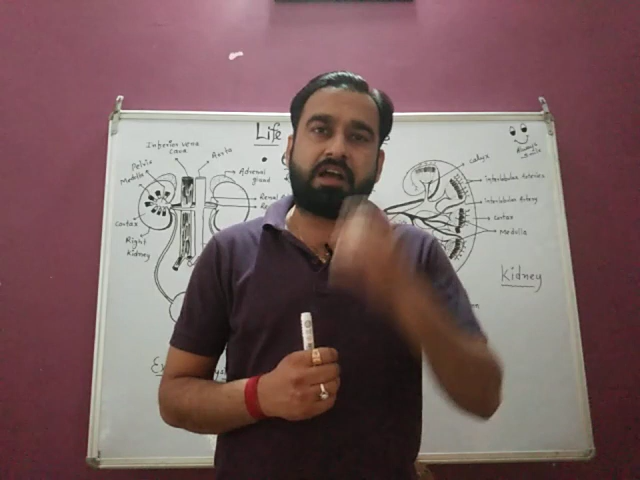 Life
Inferior vena
cava
Aorta
Pelvis
Medulla
Adrenal
gland
Renal
Cortex
Right
Kidney
Calyx
Interlobular Arteries
Interlobular Artery
Cortex
Medulla
Kidney